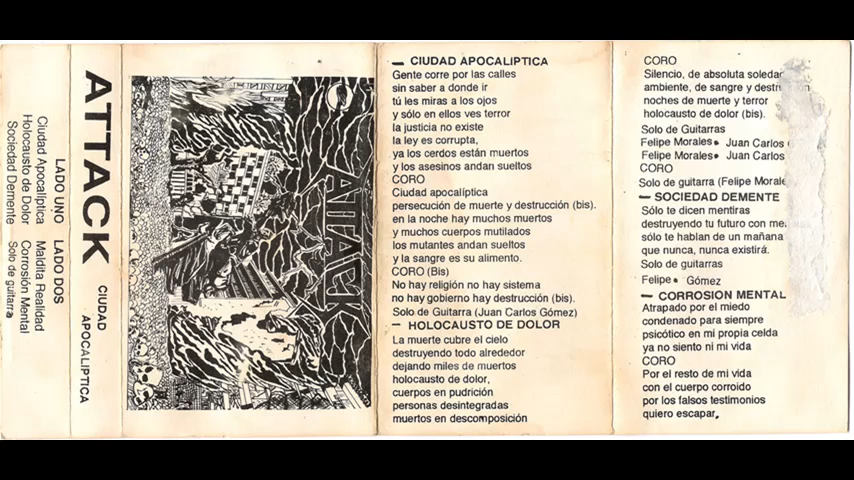 LADO UNO
Ciudad Apocalíptica
Holocausto de Dolor
Sociedad Demente
LADO DOS
Maldita Realidad
Corrosión Mental
Solo de guitarra
ATTACK
CIUDAD
APOCALIPTICA
ATTACK
— CIUDAD APOCALIPTICA
Gente corre por las calles
sin saber a donde ir
tú les miras a los ojos
y sólo en ellos ves terror
la justicia no existe
la ley es corrupta,
ya los cerdos están muertos
y los asesinos andan sueltos
CORO
Ciudad apocalíptica
persecución de muerte y destrucción (bis).
en la noche hay muchos muertos
y muchos cuerpos mutilados
los mutantes andan sueltos
y la sangre es su alimento.
CORO (Bis)
No hay religión no hay sistema
no hay gobierno hay destrucción (bis).
Solo de Guitarra (Juan Carlos Gómez)
— HOLOCAUSTO DE DOLOR
La muerte cubre el cielo
destruyendo todo alrededor
dejando miles de muertos
holocausto de dolor,
cuerpos en pudrición
personas desintegradas
muertos en descomposición
CORO
Silencio, de absoluta soledad
ambiente, de sangre y
noches de muerte y terror
holocausto de dolor (bis).
Solo de Guitarras
Felipe Morales. Juan Carlos
Felipe Morales. Juan Carlos
CORO
Solo de guitarra (Felipe Morale
— SOCIEDAD DEMENTE
Sólo te dicen mentiras
destruyendo tu futuro con
sólo te hablan de un mañana
que nunca, nunca existirá.
Solo de guitarras
Felipe. Gómez
— CORROSION MENTAL
Atrapado por el miedo
condenado para siempre
psicótico en mi propia celda
ya no siento ni mi vida
CORO
Por el resto de mi vida
con el cuerpo corroido
por los falsos testimonios
quiero escapar,